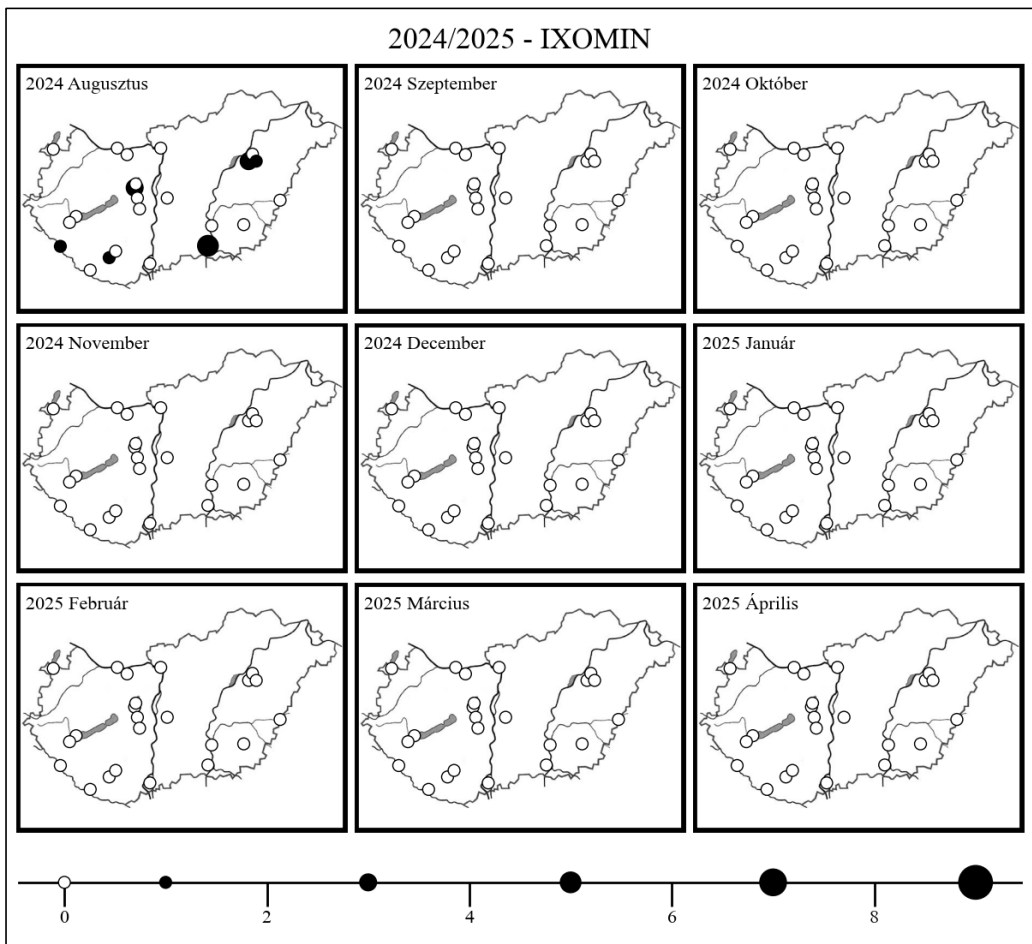 2024/2025 - IXOMIN
2024 Augusztus
2024 Szeptember
2024 Október
2024 November
2024 December
2025 Január
2025 Február
2025 Március
2025 Április
0 2 4 6 8